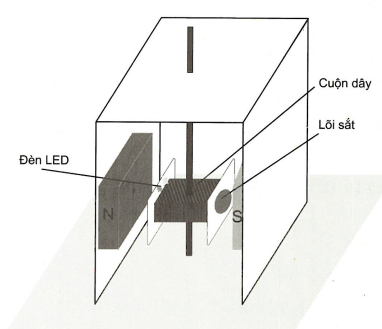 Cuộn dây
Lõi sắt
Đèn LED
N
S